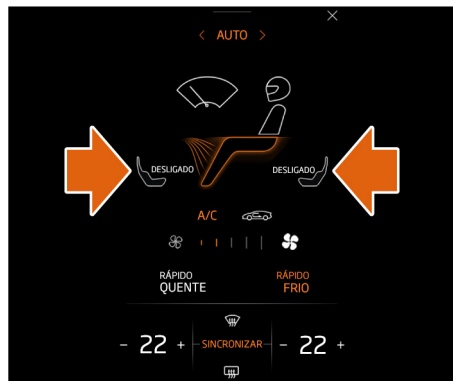 < AUTO >
DESLIGADO
DESLIGADO
A/C
RÁPIDO
QUENTE
RÁPIDO
FRIO
- 22 +
SINCRONIZAR
- 22 +